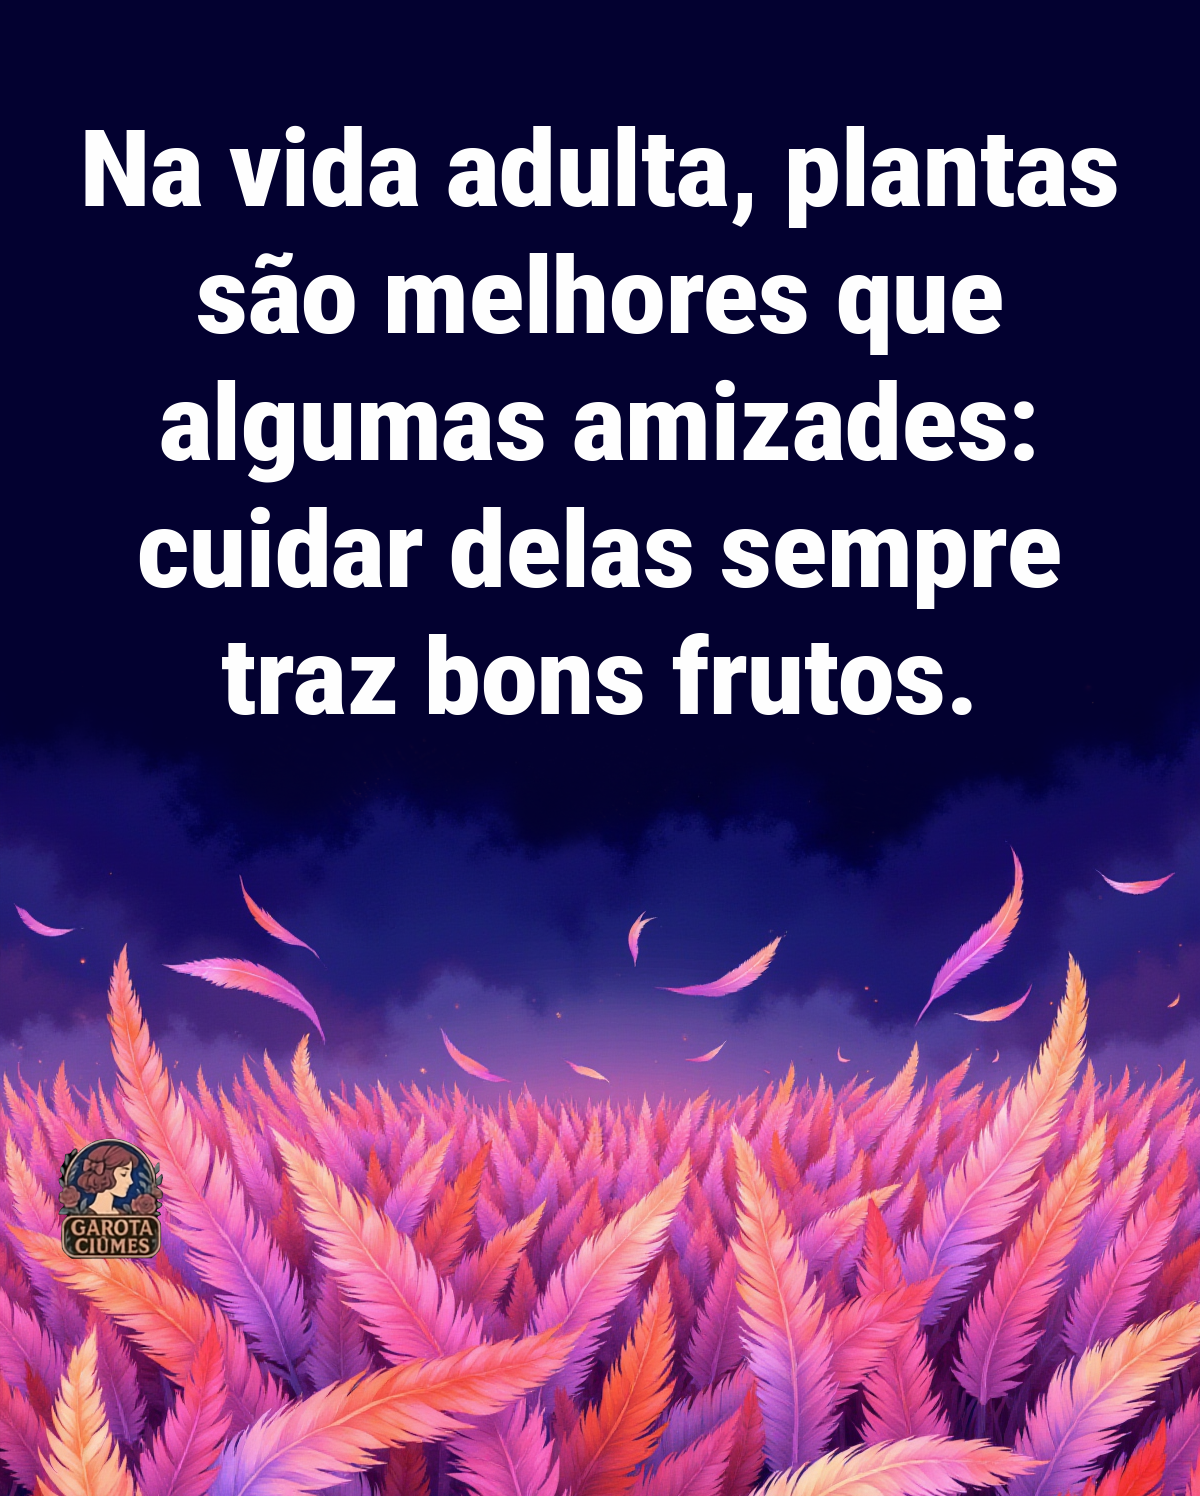 Na vida adulta, plantas
são melhores que
algumas amizades:
cuidar delas sempre
traz bons frutos.
GAROTA
CIÚMES